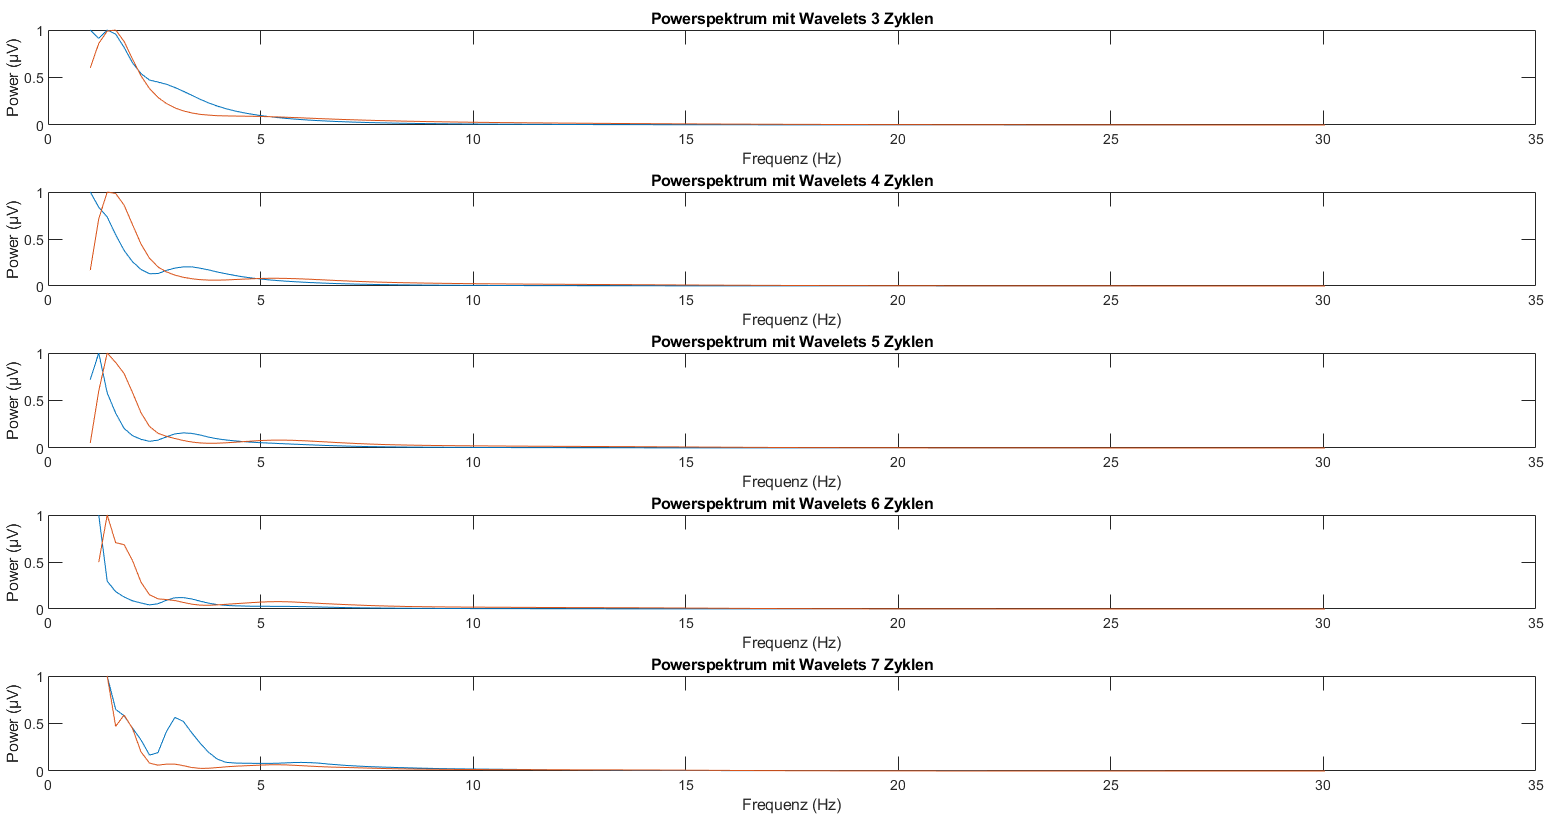 Powerspektrum mit Wavelets 3 Zyklen
Power (µV)
1
0.5
0
0 5 10 15 20 25 30 35
Frequenz (Hz)
Powerspektrum mit Wavelets 4 Zyklen
Power (µV)
1
0.5
0
0 5 10 15 20 25 30 35
Frequenz (Hz)
Powerspektrum mit Wavelets 5 Zyklen
Power (µV)
1
0.5
0
0 5 10 15 20 25 30 35
Frequenz (Hz)
Powerspektrum mit Wavelets 6 Zyklen
Power (µV)
1
0.5
0
0 5 10 15 20 25 30 35
Frequenz (Hz)
Powerspektrum mit Wavelets 7 Zyklen
Power (µV)
1
0.5
0
0 5 10 15 20 25 30 35
Frequenz (Hz)